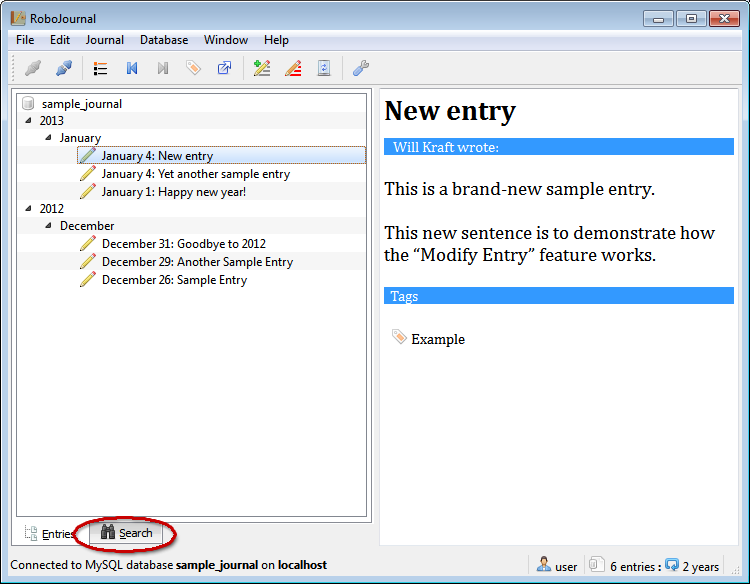 RoboJournal
File Edit Journal Database Window Help
sample_journal
2013
January
January 4: New entry
January 4: Yet another sample entry
January 1: Happy new year!
2012
December
December 31: Goodbye to 2012
December 29: Another Sample Entry
December 26: Sample Entry
Entries Search
New entry
Will Kraft wrote:
This is a brand-new sample entry.
This new sentence is to demonstrate how
the “Modify Entry” feature works.
Tags
Example
Connected to MySQL database sample_journal on localhost user 6 entries : 2 years